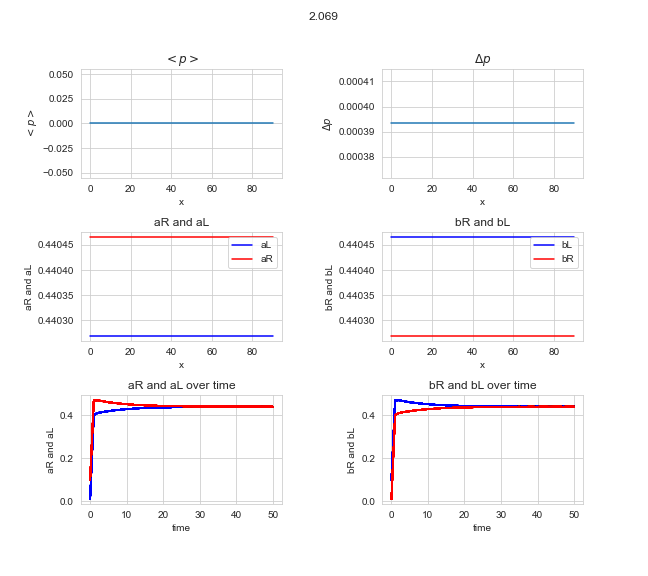 2.069
< p >
Δp
0.050
0.025
0.000
−0.025
−0.050
< p >
0 20 40 60 80
x
0.00041
0.00040
0.00039
0.00038
Δp
0 20 40 60 80
x
aR and aL
bR and bL
0.44045
0.44040
0.44035
0.44030
aR and aL
aL
aR
0 20 40 60 80
x
0.44045
0.44040
0.44035
0.44030
bR and bL
bL
bR
0 20 40 60 80
x
aR and aL over time
bR and bL over time
0.4
0.2
0.0
aR and aL
0 10 20 30 40 50
time
0.4
0.2
0.0
bR and bL
0 10 20 30 40 50
time